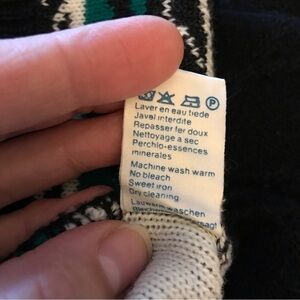 P
Laver en eau tiede
Javel interdite
Repasser fer doux
Nettoyage a sec
Perchlo-essences
minerales
Machine wash warm
No bleach
Sweet iron
Dry cleaning
Lauwarm waschen